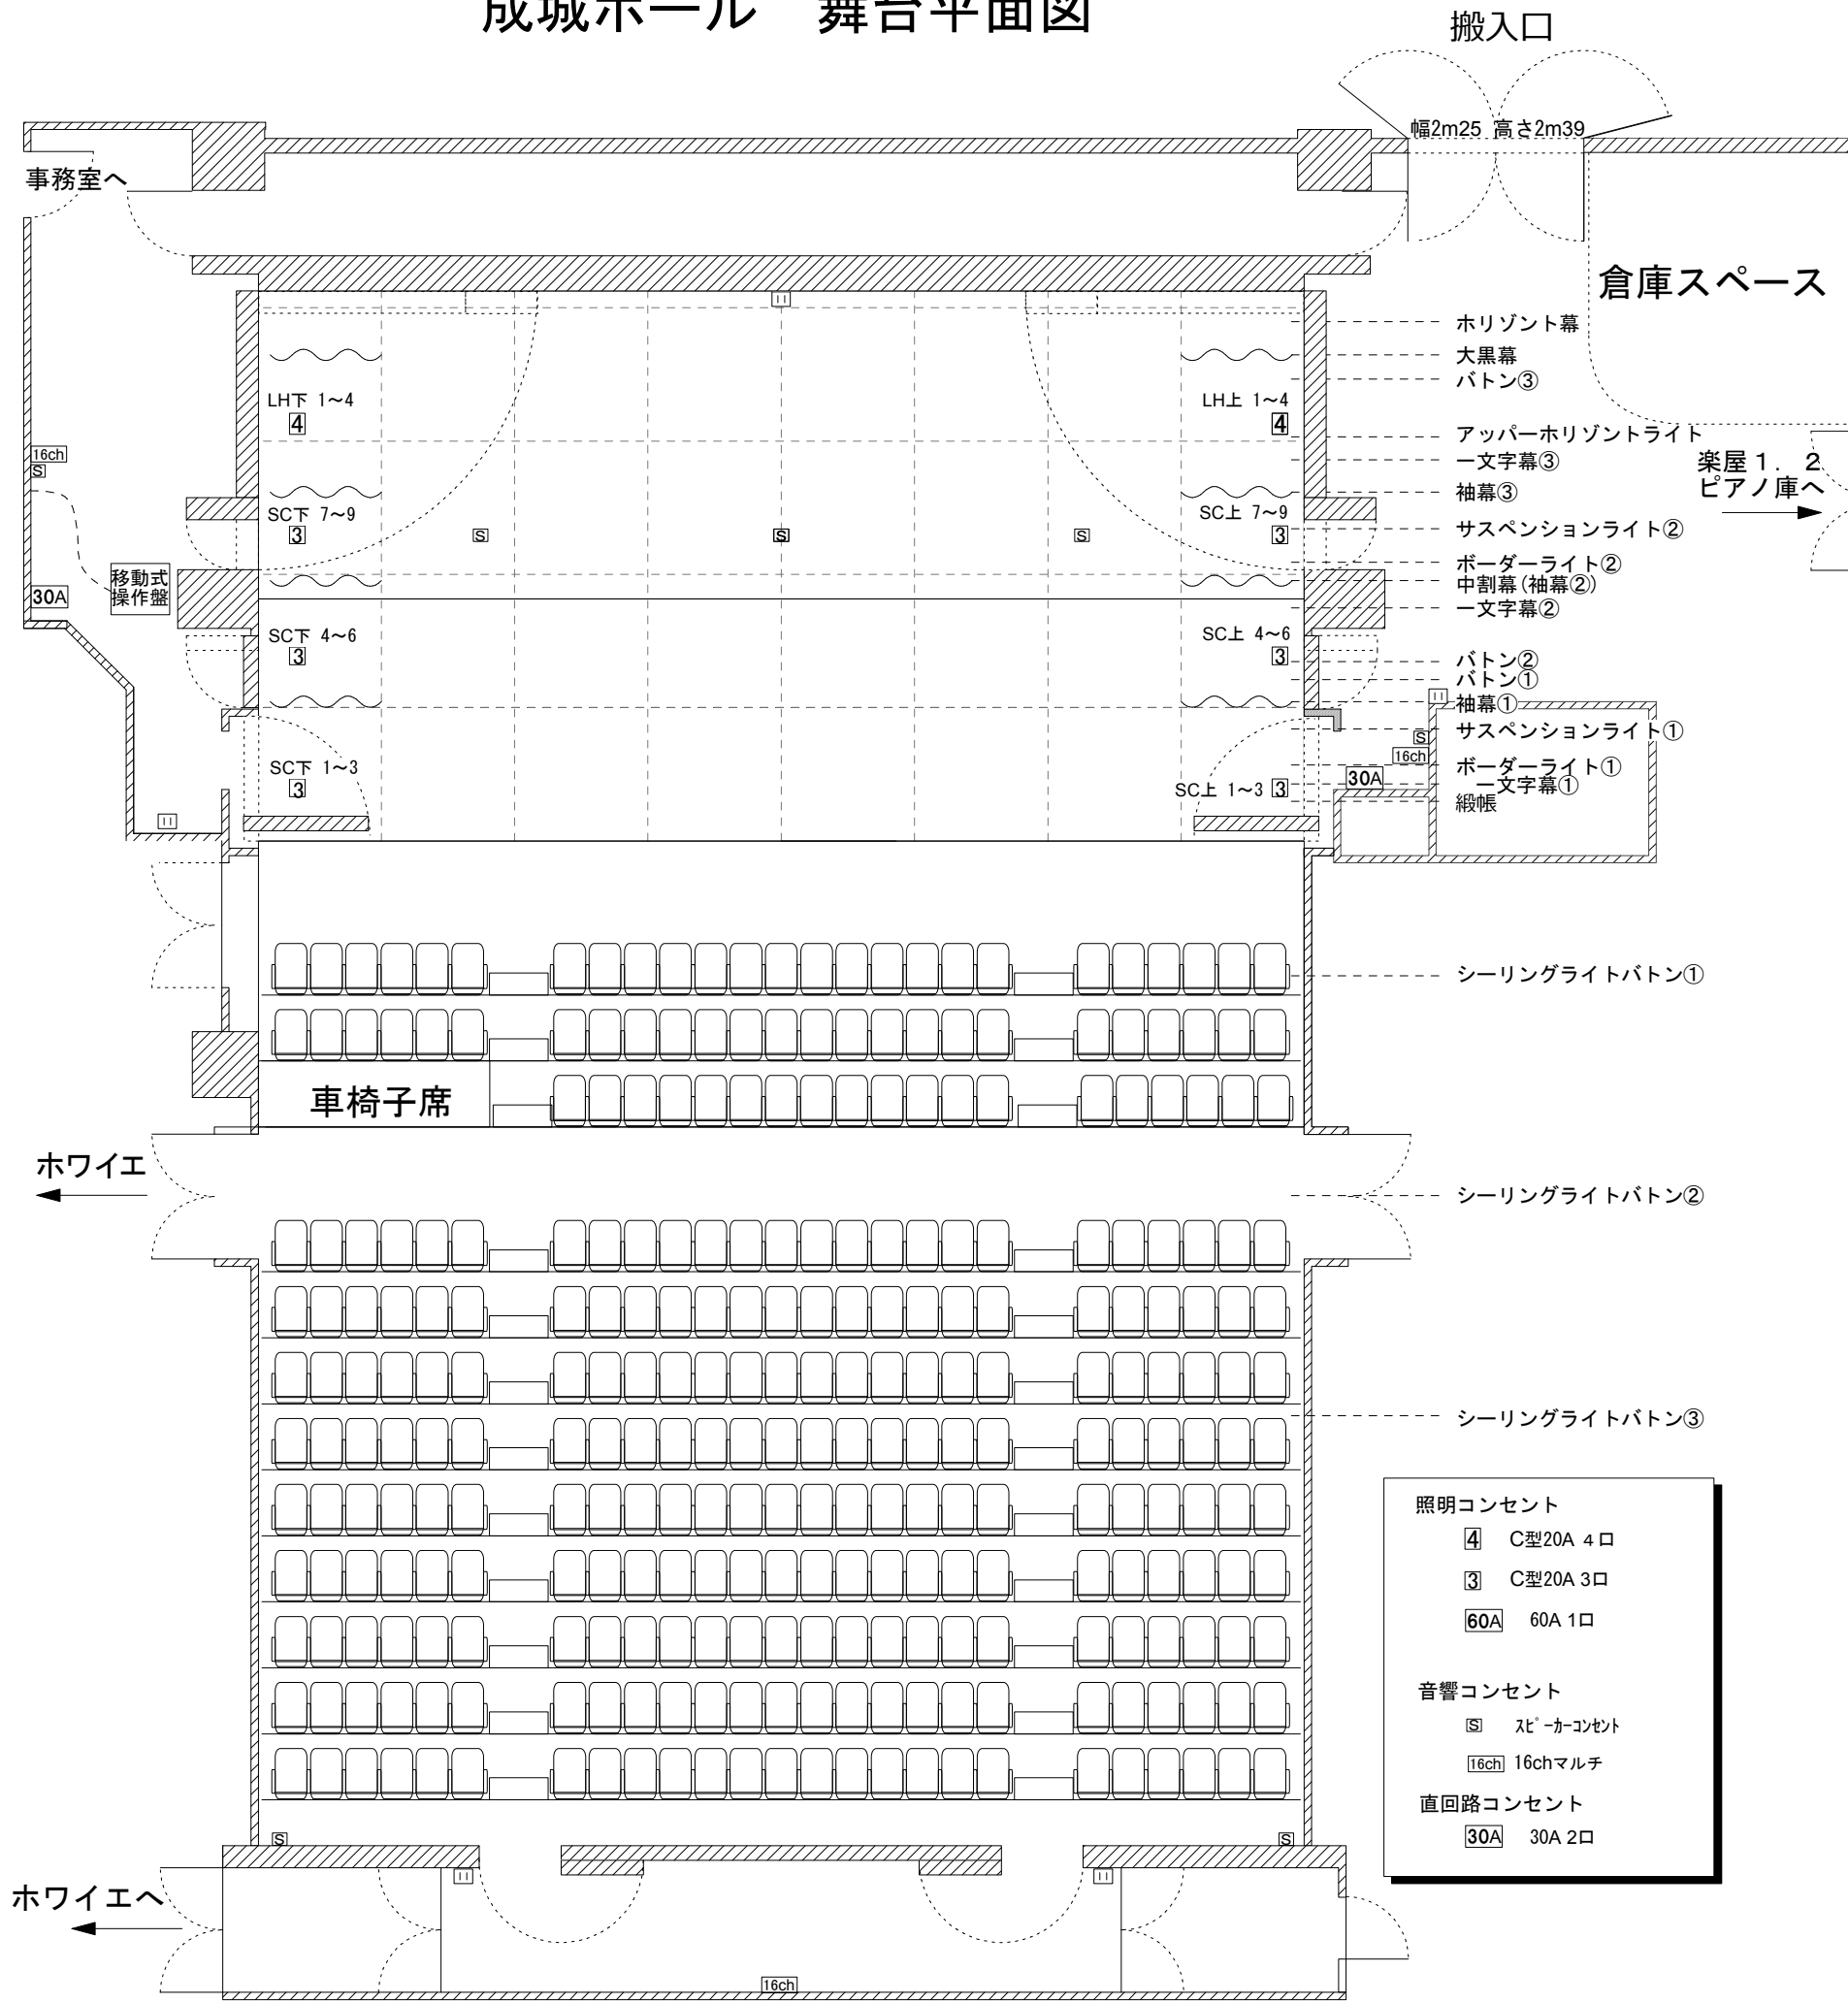 成城ホール 舞台平面図
搬入口
幅2m25 高さ2m39
事務室へ
倉庫スペース
ホリゾント幕
大黒幕
バトン③
LH下 1～4
4
LH上 1～4
4
アッパーホリゾントライト
一文字幕③
16ch
S
楽屋１．２
ピアノ庫へ
袖幕③
SC下 7～9
3
S
S
S
SC上 7～9
3
サスペンションライト②
ボーダーライト②
中割幕(袖幕②)
移動式
操作盤
30A
一文字幕②
SC下 4～6
3
SC上 4～6
3
バトン②
バトン①
袖幕①
サスペンションライト①
S
16ch
ボーダーライト①
30A
一文字幕①
緞帳
SC下 1～3
3
SC上 1～3 3
シーリングライトバトン①
車椅子席
ホワイエ
シーリングライトバトン②
シーリングライトバトン③
照明コンセント
4 C型20A 4口
3 C型20A 3口
60A 60A 1口
音響コンセント
S ｽﾋﾟｰｶｰｺﾝｾﾝﾄ
16ch 16chマルチ
直回路コンセント
30A 30A 2口
S
S
ホワイエへ
16ch